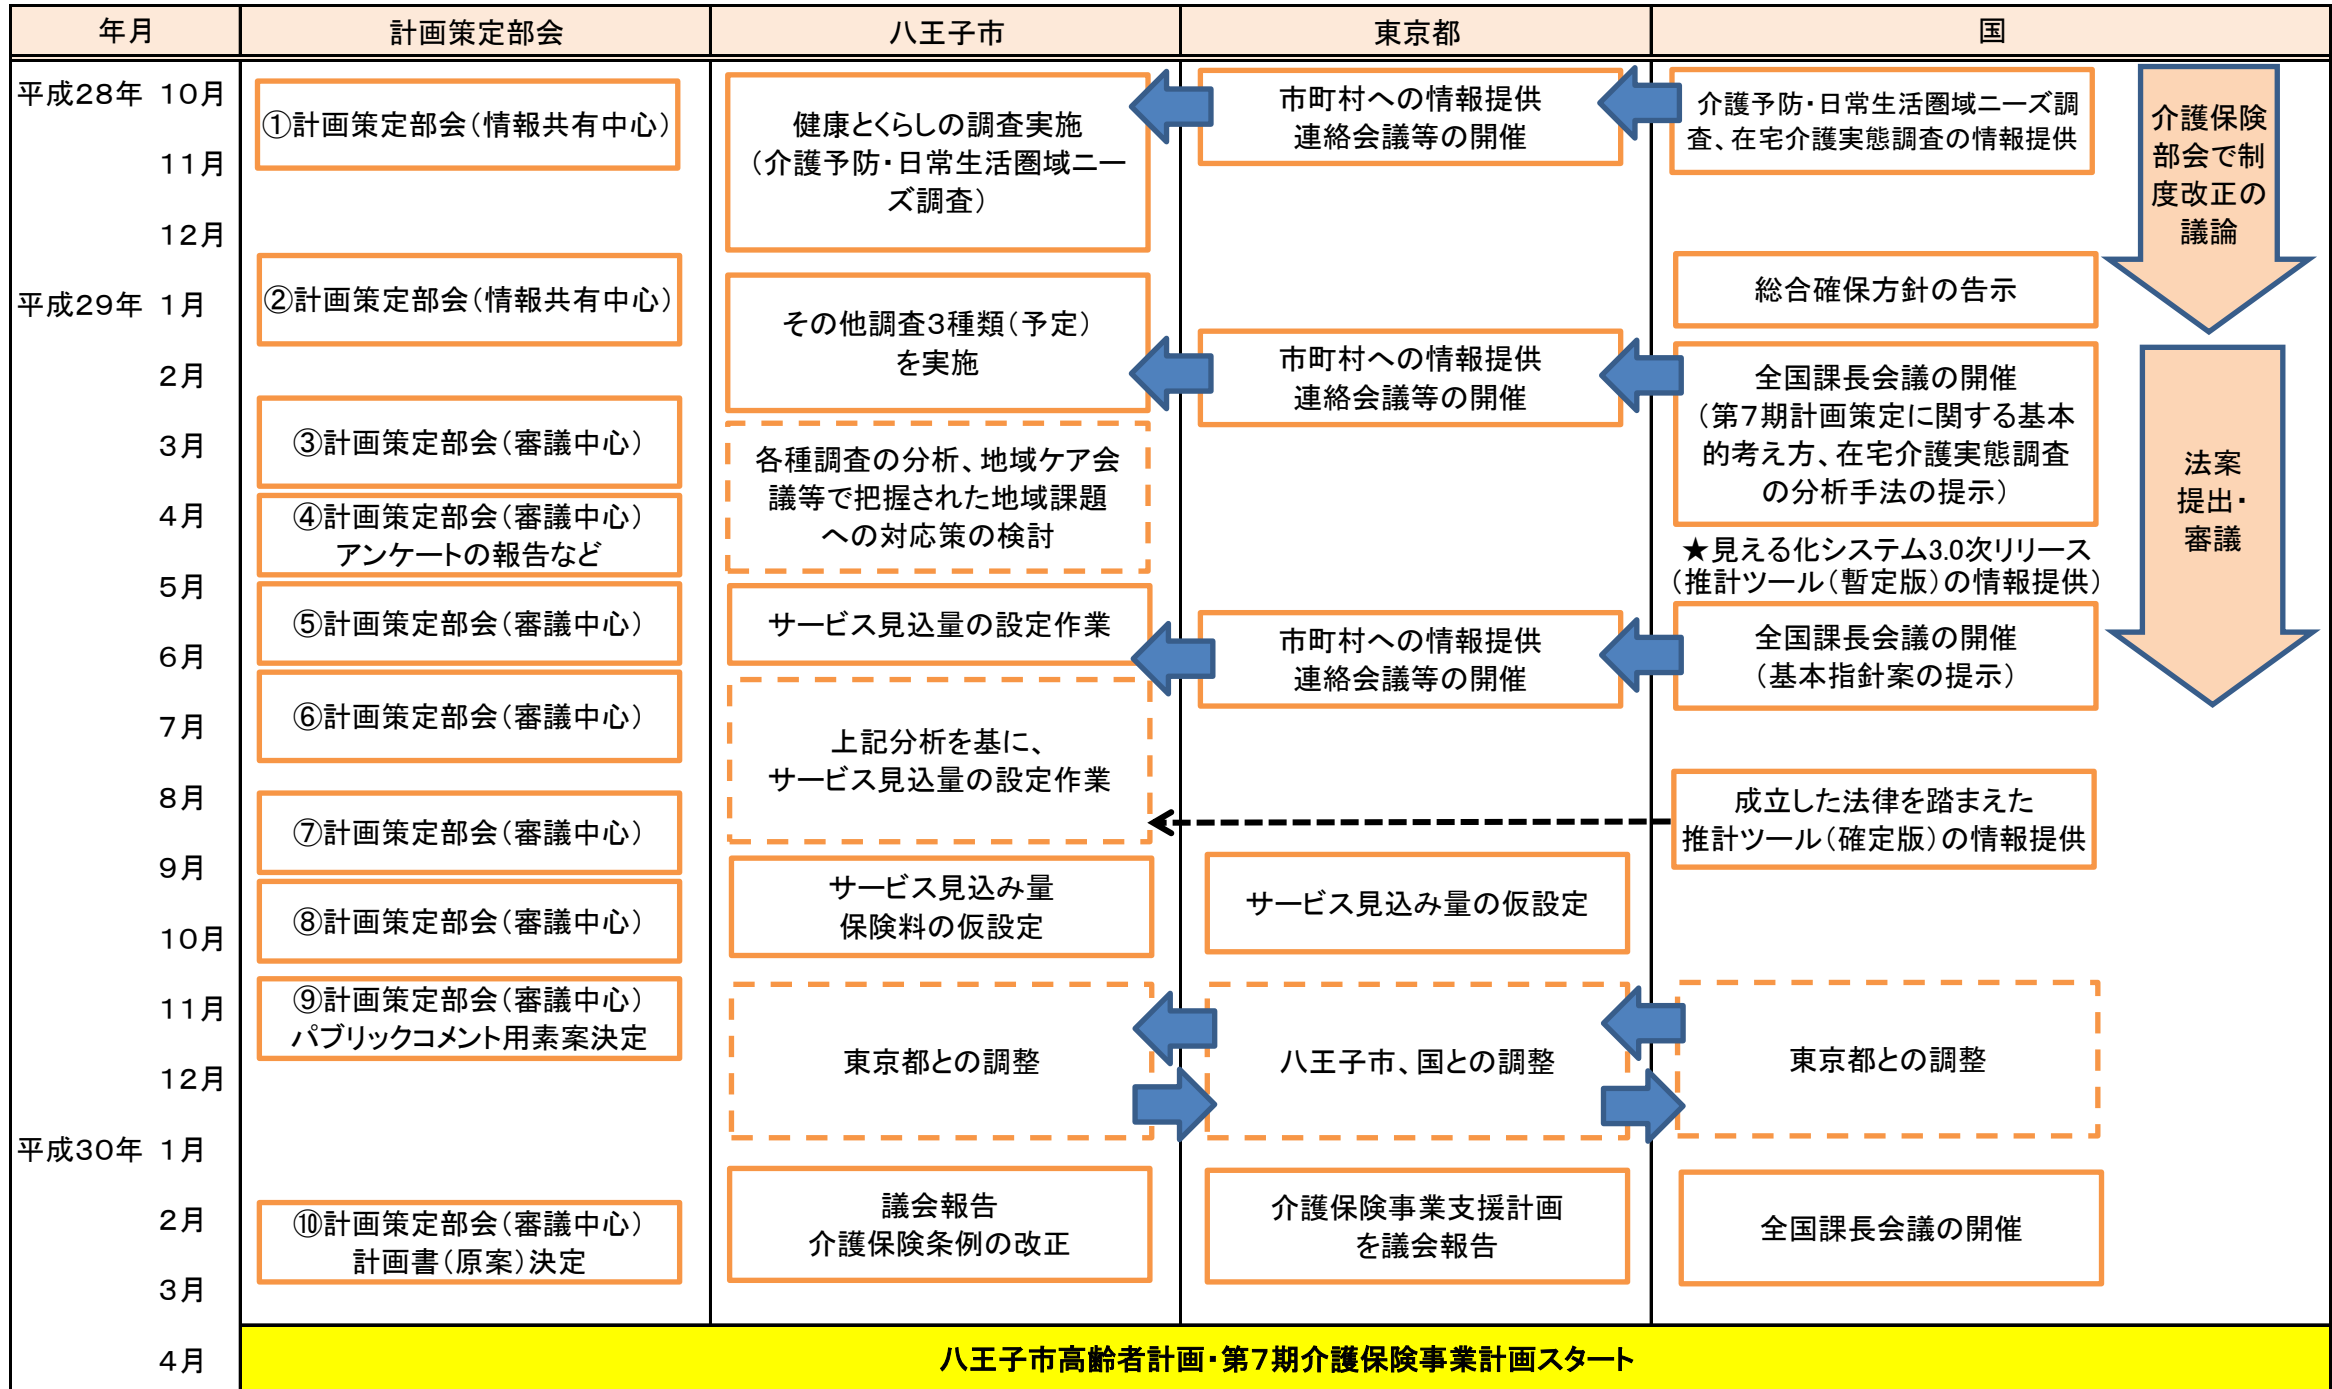 年月
計画策定部会
八王子市
東京都
国
平成28年 10月
11月
12月
平成29年 1月
2月
3月
4月
5月
6月
7月
8月
9月
10月
11月
12月
平成30年 1月
2月
3月
4月
①計画策定部会(情報共有中心)
②計画策定部会(情報共有中心)
③計画策定部会(審議中心)
④計画策定部会(審議中心)
アンケートの報告など
⑤計画策定部会(審議中心)
⑥計画策定部会(審議中心)
⑦計画策定部会(審議中心)
⑧計画策定部会(審議中心)
⑨計画策定部会(審議中心)
パブリックコメント用素案決定
⑩計画策定部会(審議中心)
計画書(原案)決定
健康とくらしの調査実施
(介護予防・日常生活圏域ニー
ズ調査)
その他調査3種類(予定)
を実施
各種調査の分析、地域ケア会
議等で把握された地域課題
への対応策の検討
サービス見込量の設定作業
上記分析を基に、
サービス見込量の設定作業
サービス見込み量
保険料の仮設定
東京都との調整
議会報告
介護保険条例の改正
市町村への情報提供
連絡会議等の開催
市町村への情報提供
連絡会議等の開催
市町村への情報提供
連絡会議等の開催
サービス見込み量の仮設定
八王子市、国との調整
介護保険事業支援計画
を議会報告
介護予防・日常生活圏域ニーズ調
査、在宅介護実態調査の情報提供
総合確保方針の告示
全国課長会議の開催
(第7期計画策定に関する基本
的考え方、在宅介護実態調査
の分析手法の提示)
★見える化システム3.0次リリース
(推計ツール(暫定版)の情報提供)
全国課長会議の開催
(基本指針案の提示)
成立した法律を踏まえた
推計ツール(確定版)の情報提供
東京都との調整
全国課長会議の開催
介護保険
部会で制
度改正の
議論
法案
提出・
審議
八王子市高齢者計画・第7期介護保険事業計画スタート